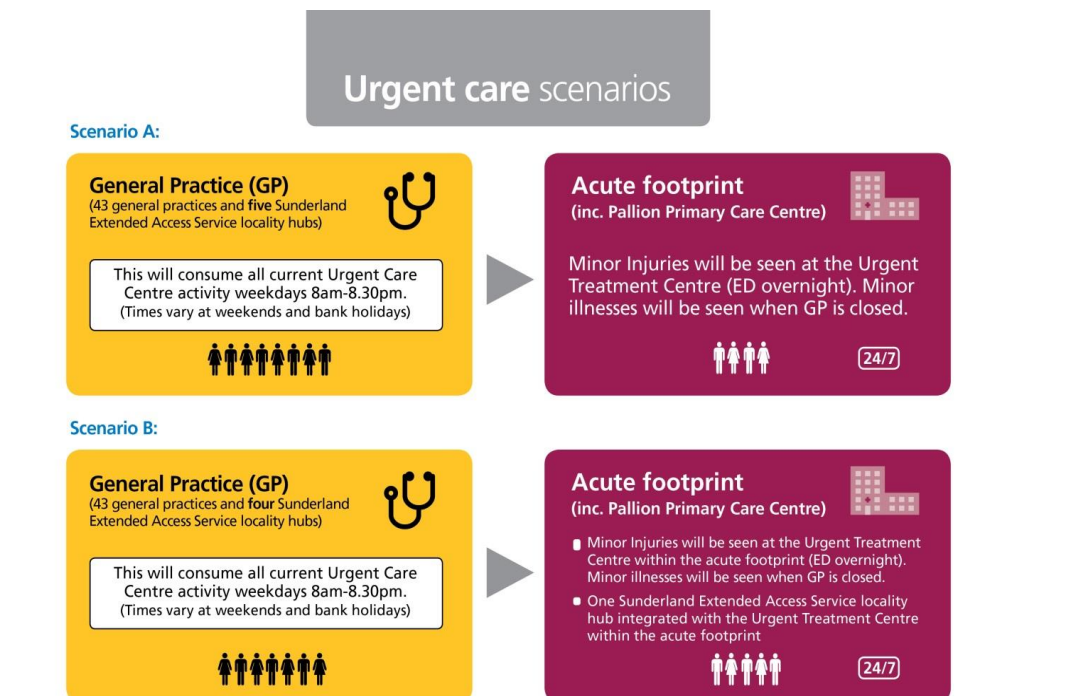 Urgent care scenarios
Scenario A:
General Practice (GP)
(43 general practices and five Sunderland
Extended Access Service locality hubs)
This will consume all current Urgent Care
Centre activity weekdays 8am-8.30pm.
(Times vary at weekends and bank holidays)
Acute footprint
(inc. Pallion Primary Care Centre)
Minor Injuries will be seen at the Urgent
Treatment Centre (ED overnight). Minor
illnesses will be seen when GP is closed.
24/7
Scenario B:
General Practice (GP)
(43 general practices and four Sunderland
Extended Access Service locality hubs)
This will consume all current Urgent Care
Centre activity weekdays 8am-8.30pm.
(Times vary at weekends and bank holidays)
Acute footprint
(inc. Pallion Primary Care Centre)
Minor Injuries will be seen at the Urgent Treatment
Centre within the acute footprint (ED overnight).
Minor illnesses will be seen when GP is closed.
One Sunderland Extended Access Service locality
hub integrated with the Urgent Treatment Centre
within the acute footprint
24/7